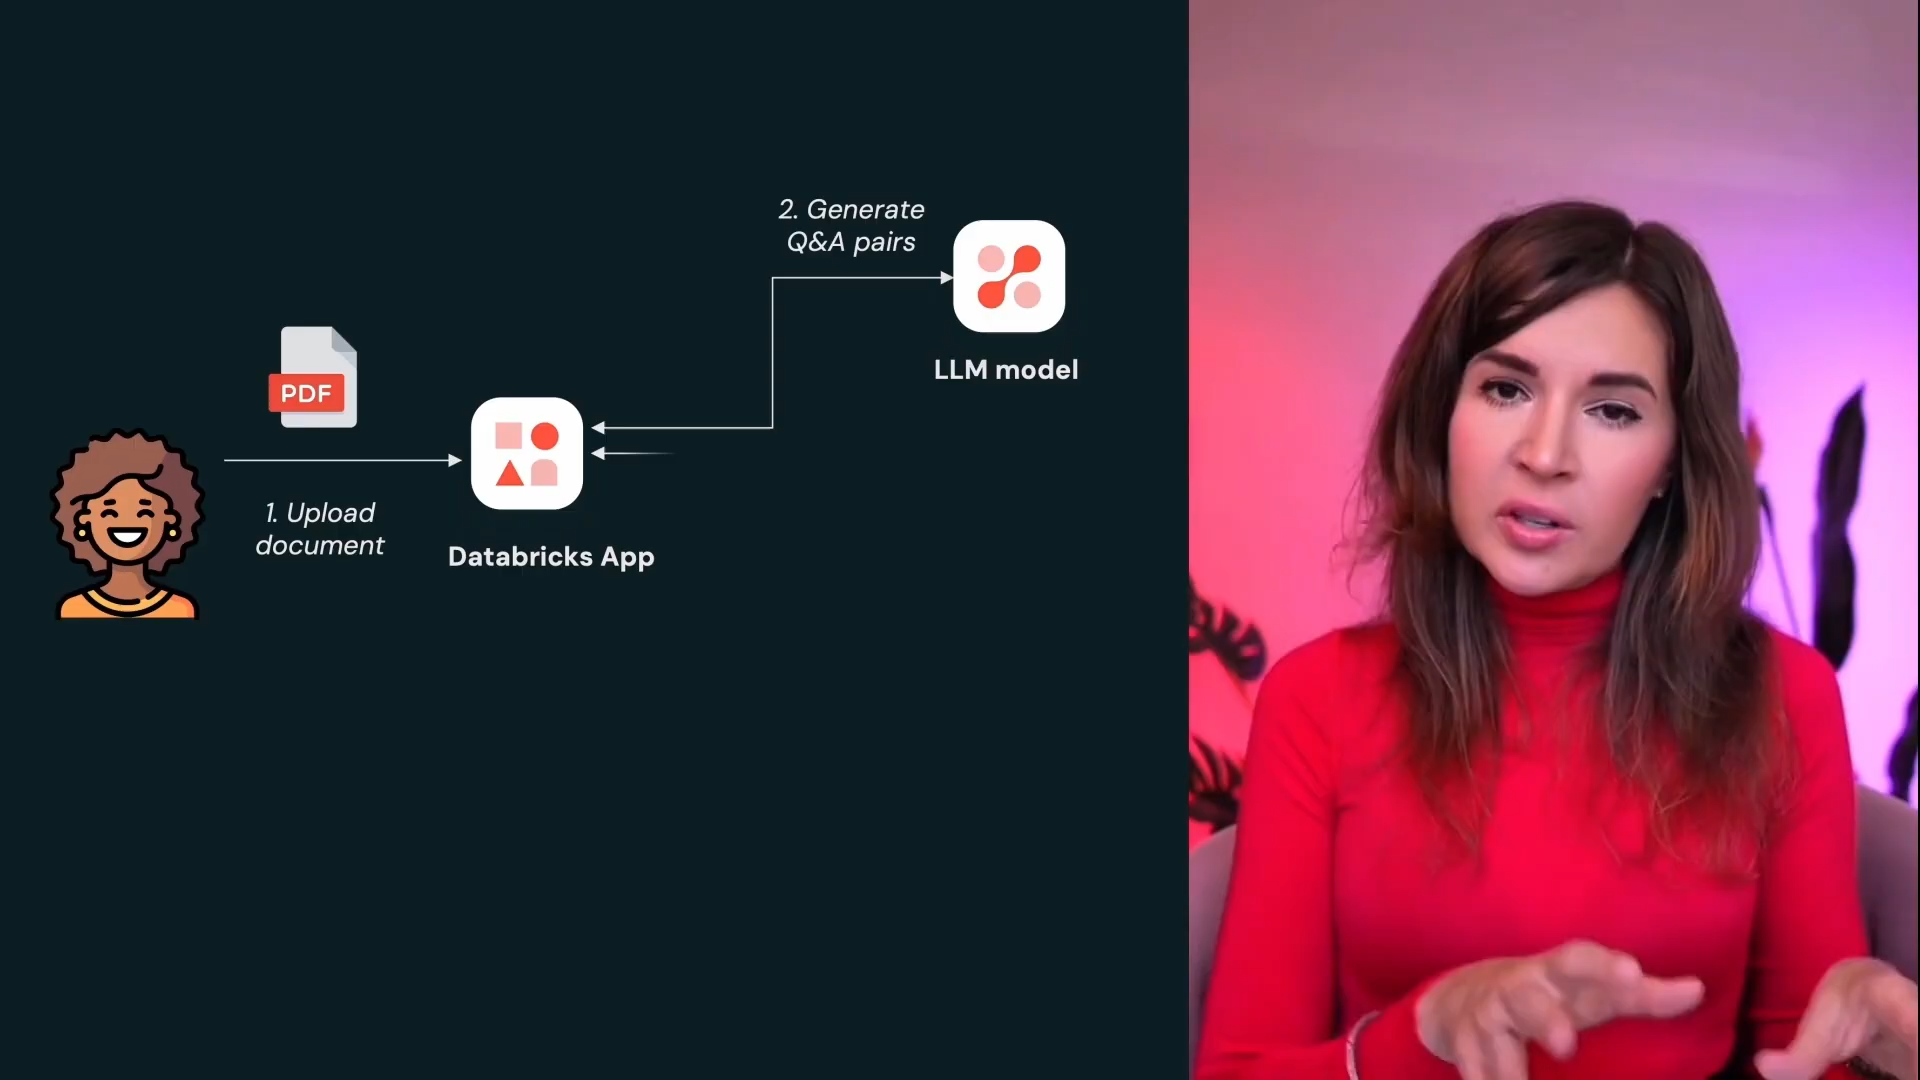 2. Generate
Q&A pairs
LLM model
PDF
1. Upload
document
Databricks App